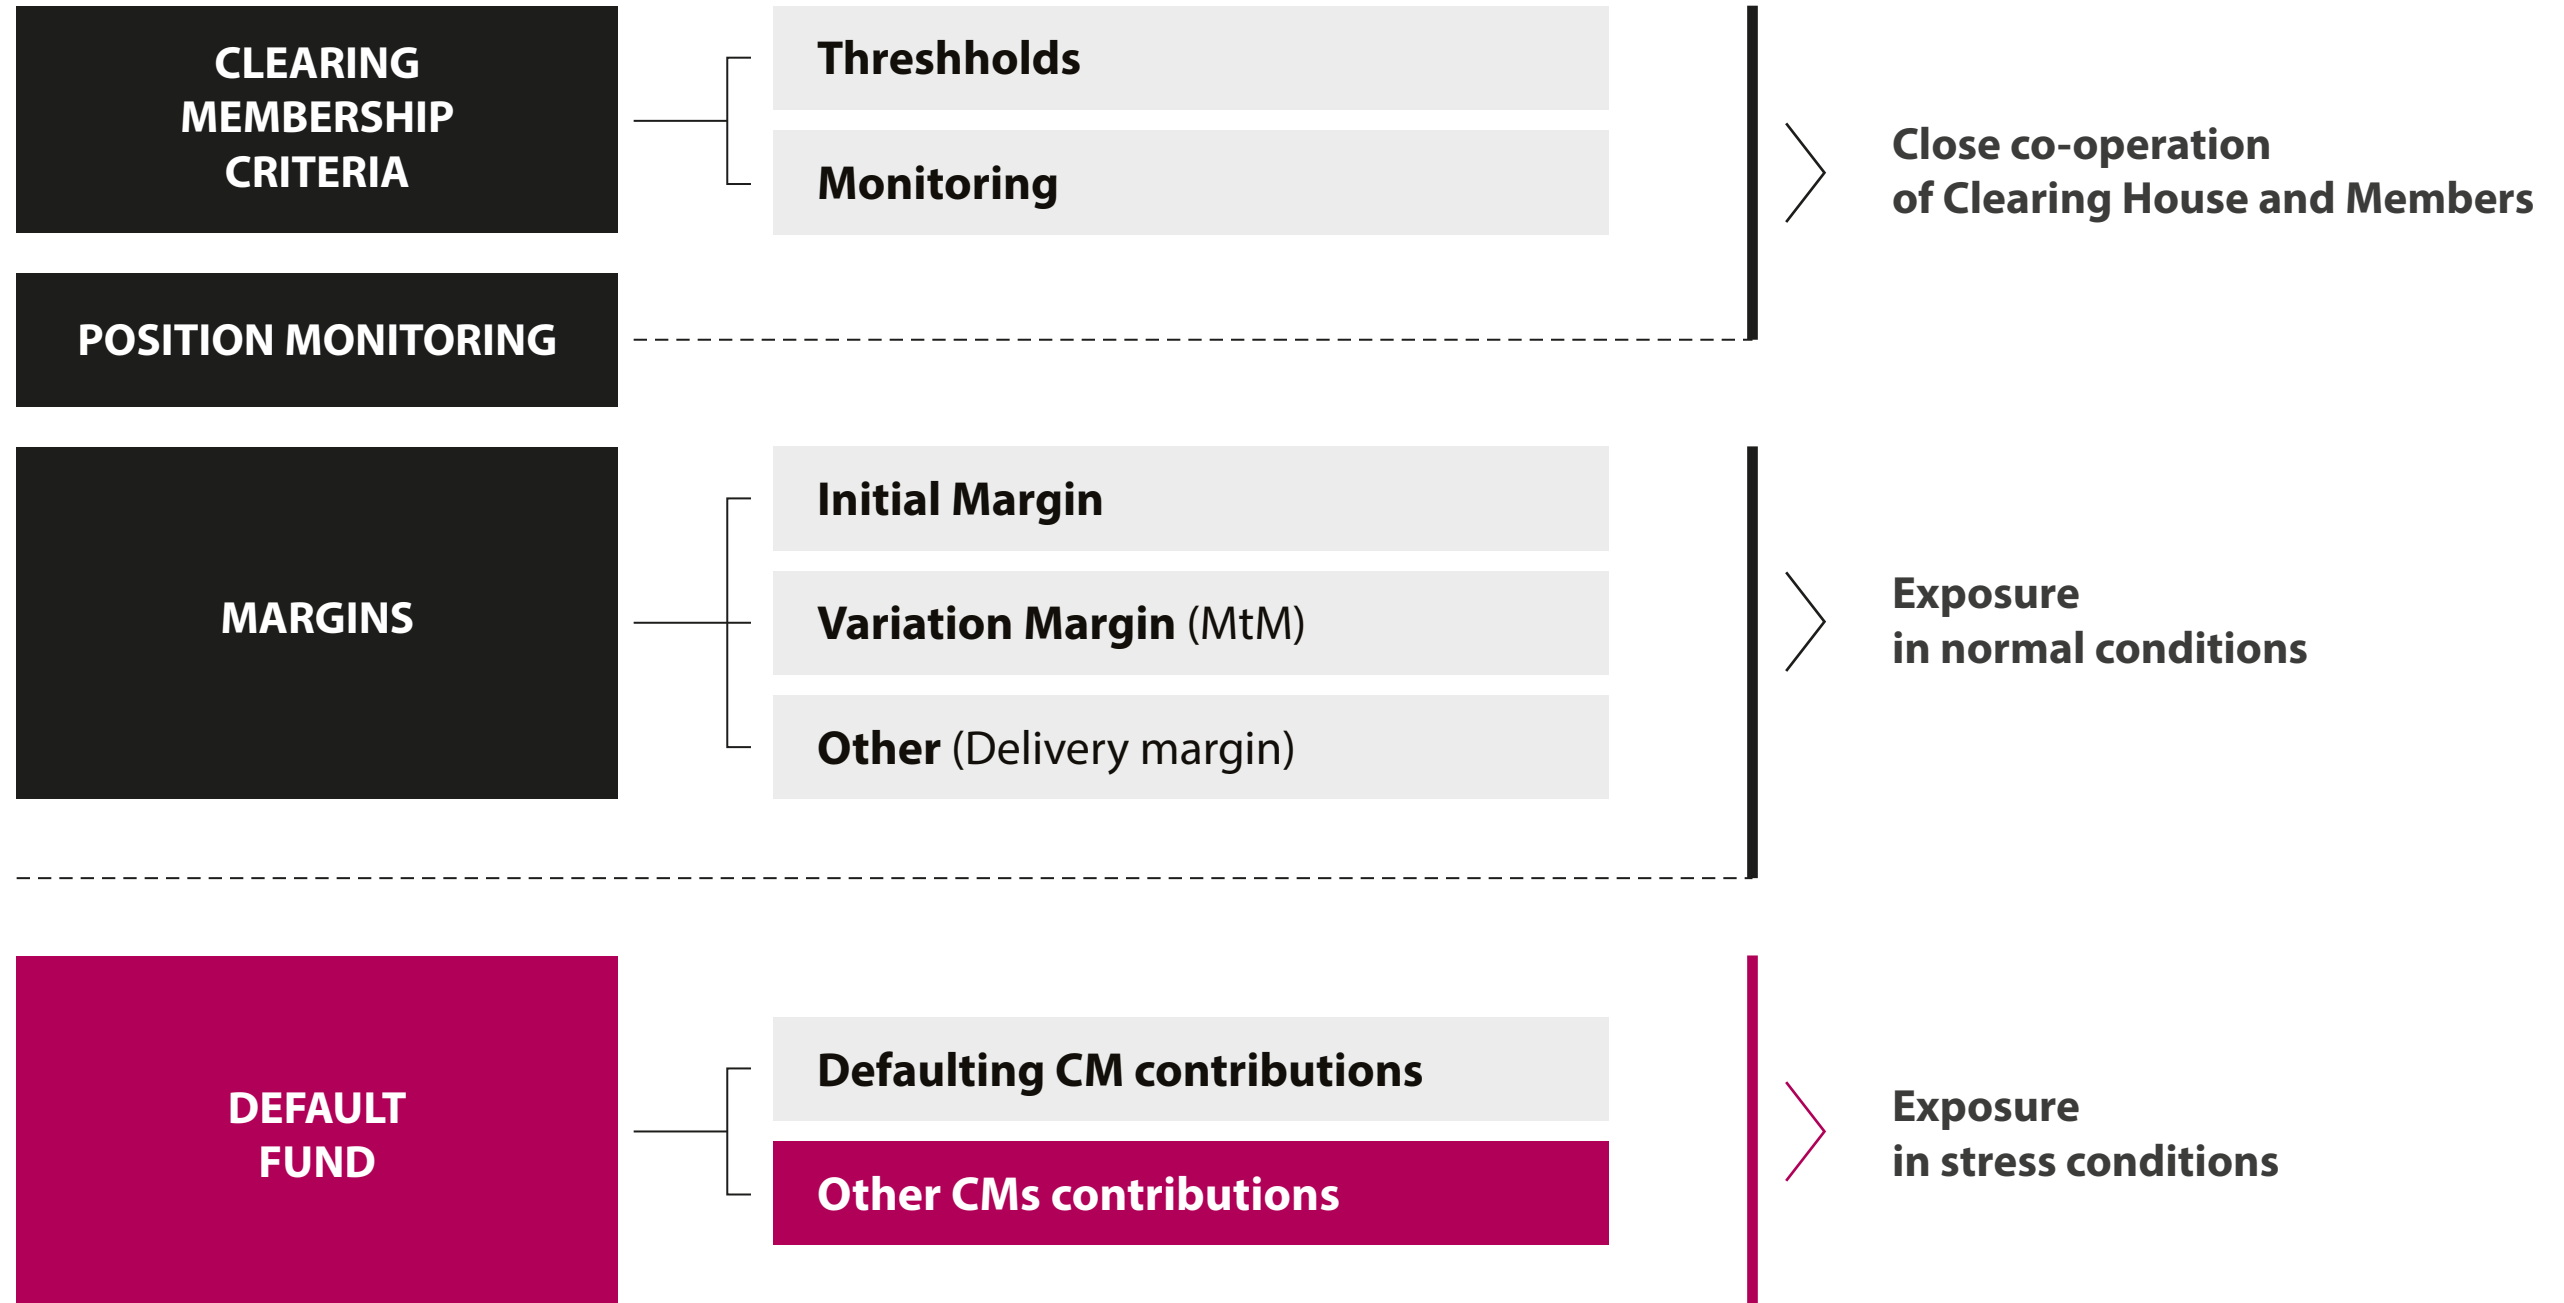 CLEARING
MEMBERSHIP
CRITERIA
Threshholds
Monitoring
Close co-operation
of Clearing House and Members
POSITION MONITORING
MARGINS
Initial Margin
Variation Margin (MtM)
Other (Delivery margin)
Exposure
in normal conditions
DEFAULT
FUND
Defaulting CM contributions
Other CMs contributions
Exposure
in stress conditions